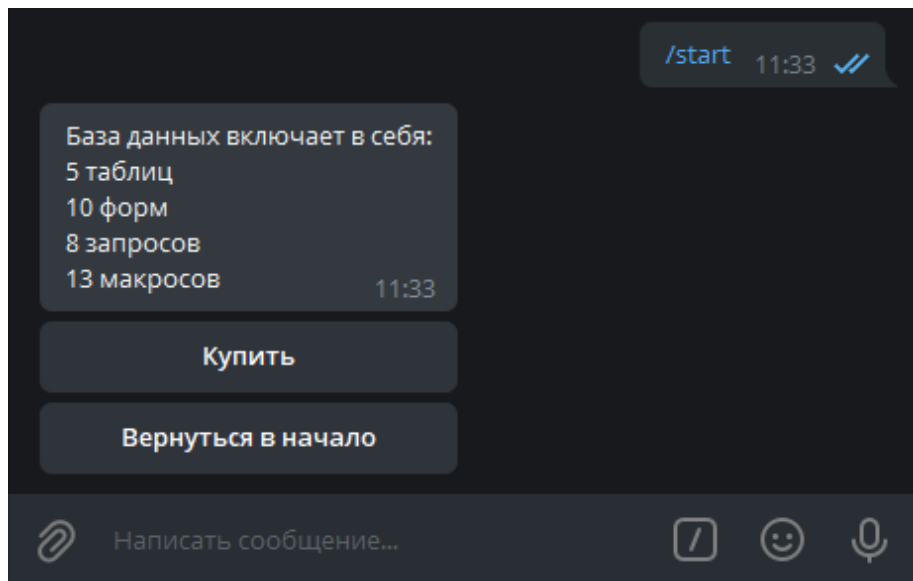 /start 11:33
База данных включает в себя:
5 таблиц
10 форм
8 запросов
13 макросов 11:33
Купить
Вернуться в начало
Написать сообщение...